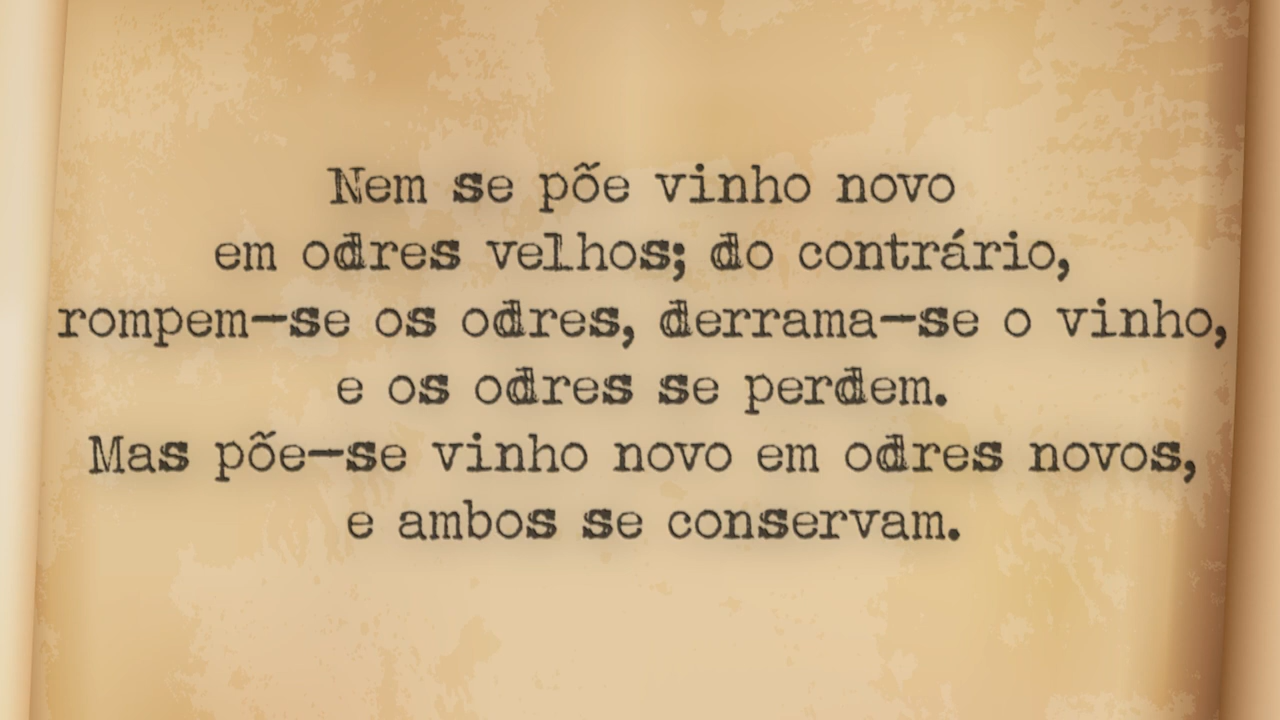 Nem se põe vinho novo
em odres velhos; do contrário,
rompem-se os odres, derrama-se o vinho,
e os odres se perdem.
Mas põe-se vinho novo em odres novos,
e ambos se conservam.